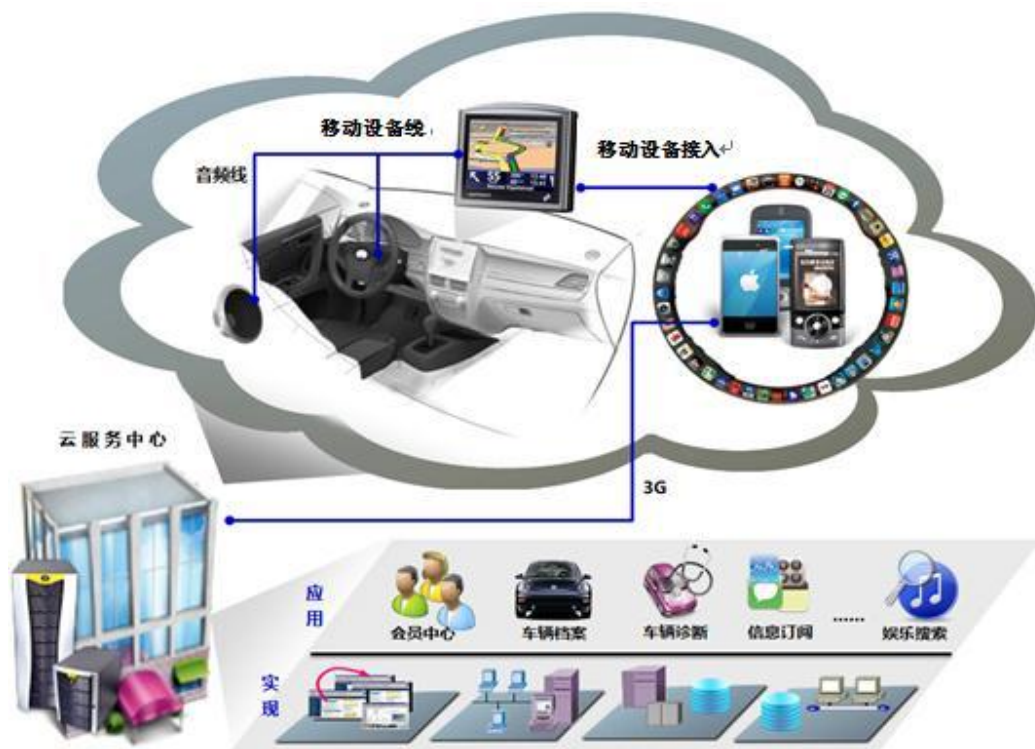 移动设备线
移动设备接入
音频线
云服务中心
3G
应用
会员中心
车辆档案
车辆诊断
信息订阅
......
娱乐搜索
实现